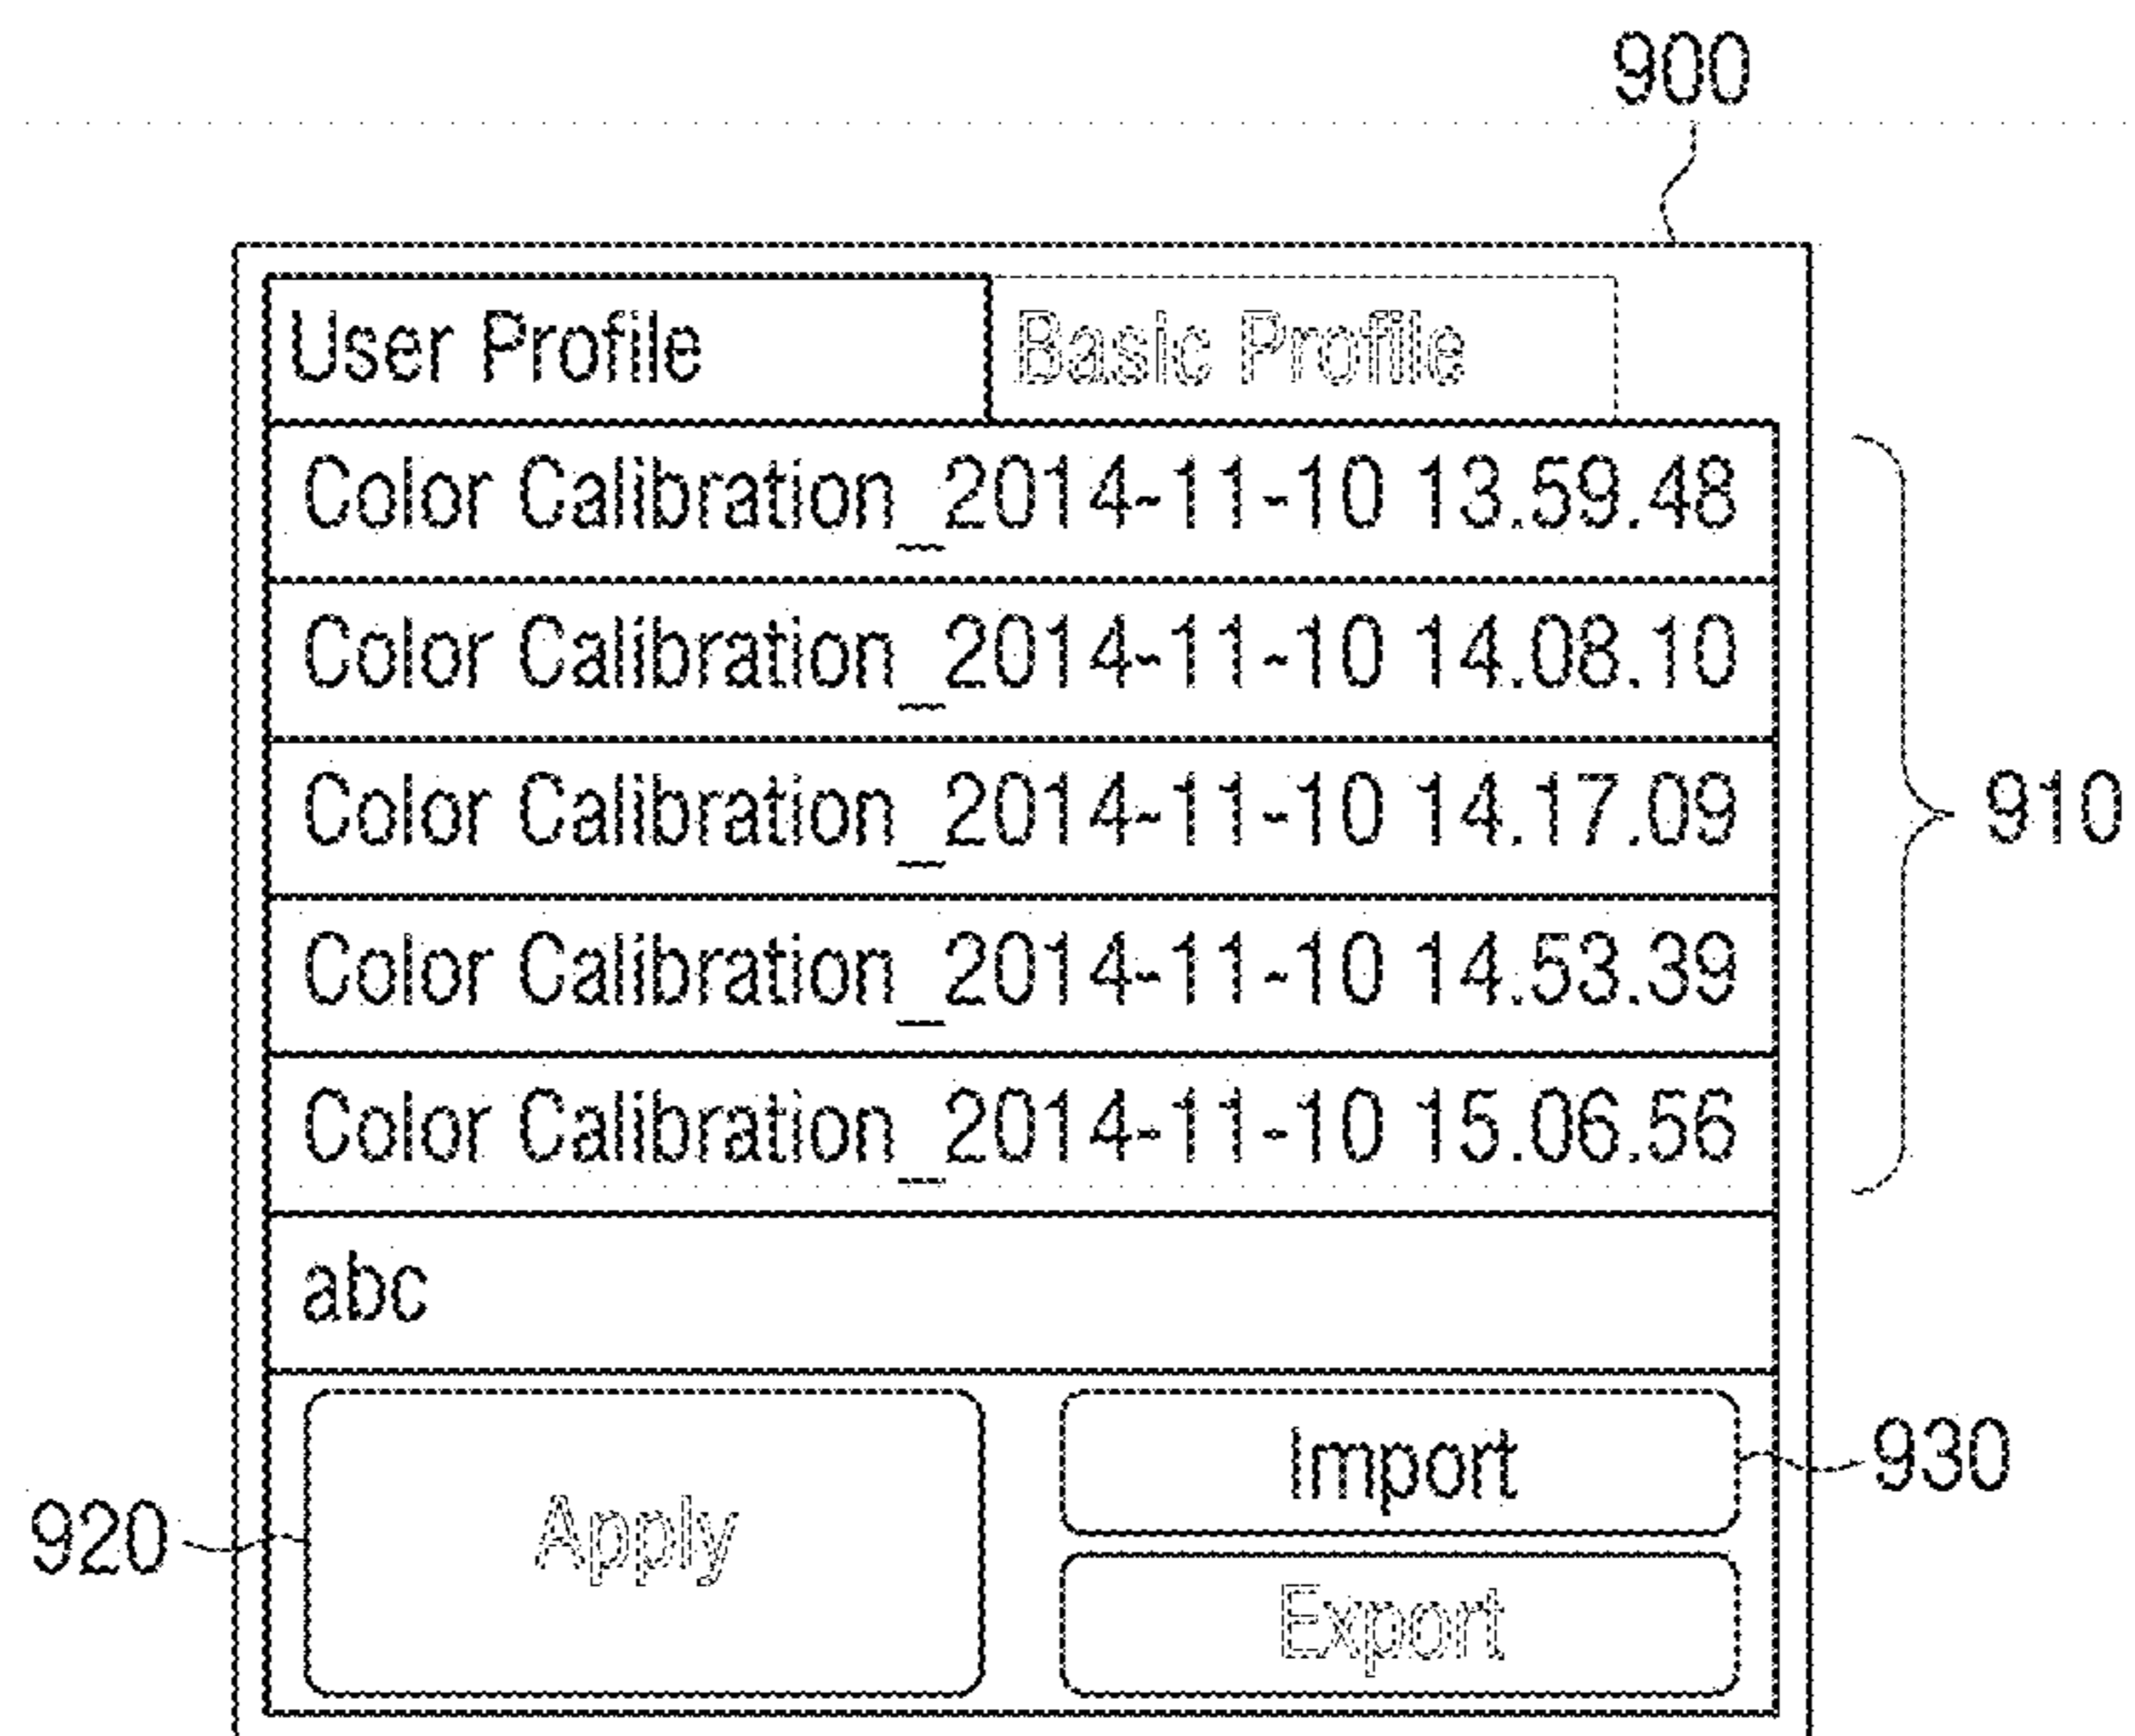 900
User Profile Basic Profile
Color Calibration_2014-11-10 13.59.48
Color Calibration_2014-11-10 14.08.10
Color Calibration_2014-11-10 14.17.09
910
Color Calibration_2014-11-10 14.53.39
Color Calibration_2014-11-10 15.06.56
abc
Import
930
920
Apply
Export